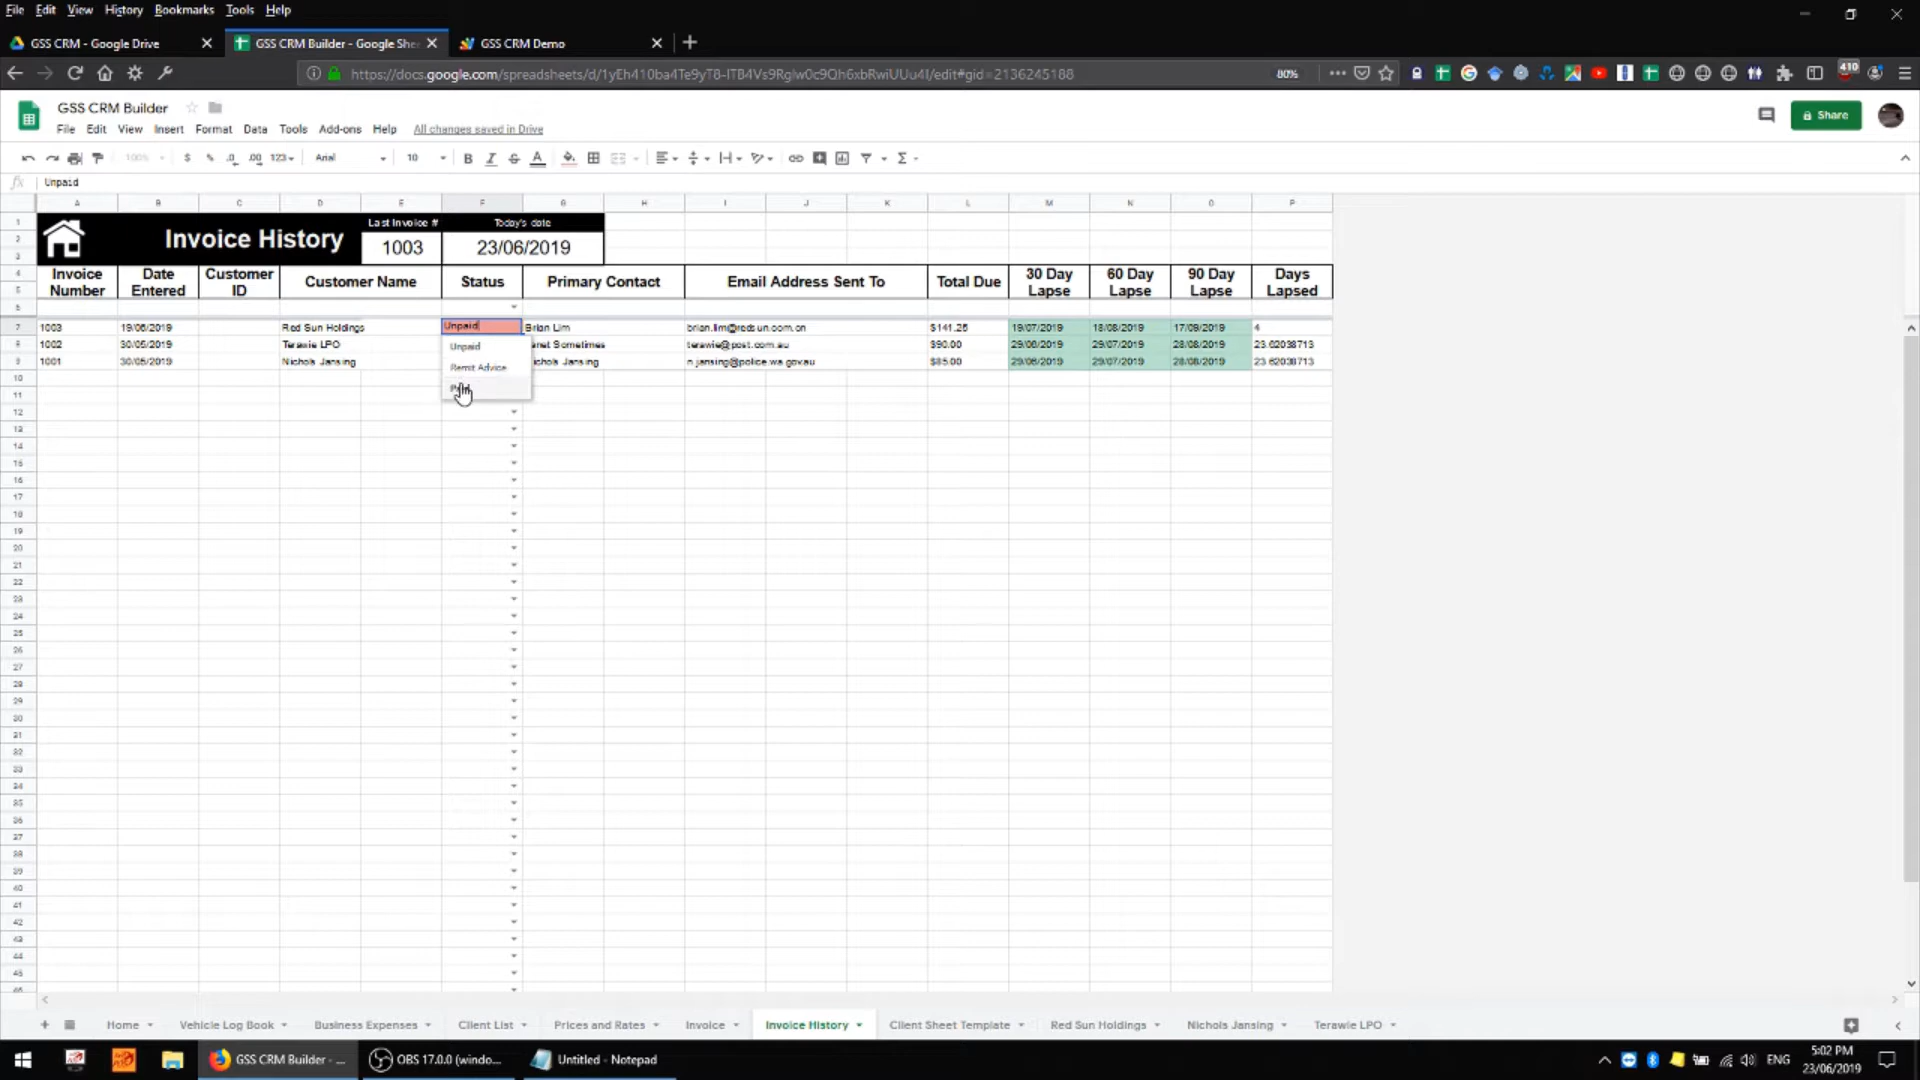 File Edit View History Bookmarks Tools Help
GSS CRM - Google Drive
GSS CRM Builder - Google She
GSS CRM Demo
https://docs.google.com/spreadsheets/d/1yEh410ba4Te9yT8-ITB4Vs9Rglw0c9Qh6xbRwiUUu4I/edit#gid=2136245188
80%
410
GSS CRM Builder
File Edit View Insert Format Data Tools Add-ons Help All changes saved in Drive
Share
100% $ % .0 .00 123 Arial 10
fx Unpaid
A B C D E F G H I J K L M N O P
Invoice History
Last Invoice # Today's date
1003 23/06/2019
Invoice Number Date Entered Customer ID Customer Name Status Primary Contact Email Address Sent To Total Due 30 Day Lapse 60 Day Lapse 90 Day Lapse Days Lapsed
7 1003 19/06/2019 Red Sun Holdings Unpaid Brian Lim brian.lim@redsun.com.cn $141.25 19/07/2019 18/08/2019 17/09/2019 4
8 1002 30/05/2019 Terawie LPO anet Sometimes terawie@post.com.au $90.00 29/06/2019 29/07/2019 28/08/2019 23.62038713
9 1001 30/05/2019 Nichols Jansing ichols Jansing n.jansing@police.wa.gov.au $85.00 29/06/2019 29/07/2019 28/08/2019 23.62038713
Unpaid
Remit Advice
10
11
12
13
14
15
16
17
18
19
20
21
22
23
24
25
26
27
28
29
30
31
32
33
34
35
36
37
38
39
40
41
42
43
44
45
Home Vehicle Log Book Business Expenses Client List Prices and Rates Invoice Invoice History Client Sheet Template Red Sun Holdings Nichols Jansing Terawie LPO
GSS CRM Builder - ...
OBS 17.0.0 (windo...
Untitled - Notepad
ENG
5:02 PM
23/06/2019